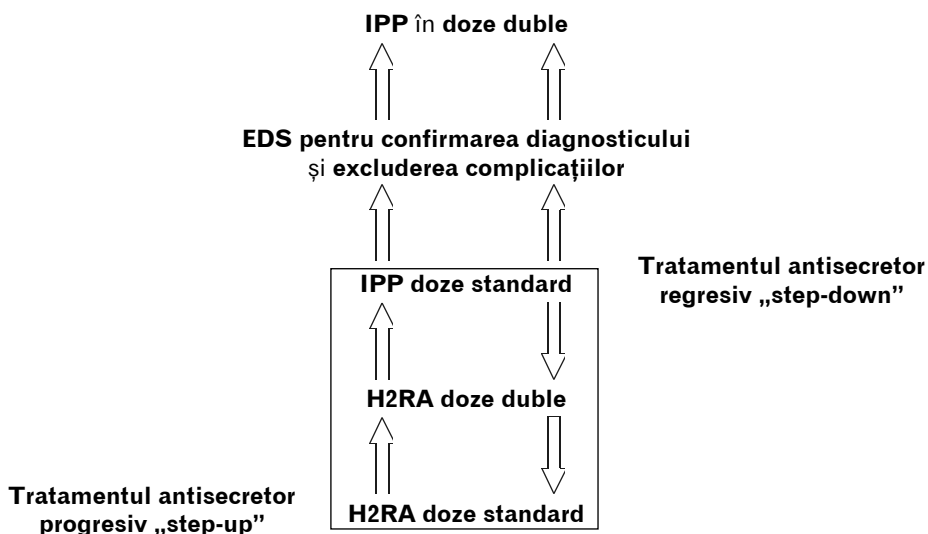 IPP în doze duble
EDS pentru confirmarea diagnosticului
și excluderea complicațiilor
IPP doze standard
Tratamentul antisecretor
regresiv „step-down”
H2RA doze duble
Tratamentul antisecretor
progresiv „step-up”
H2RA doze standard